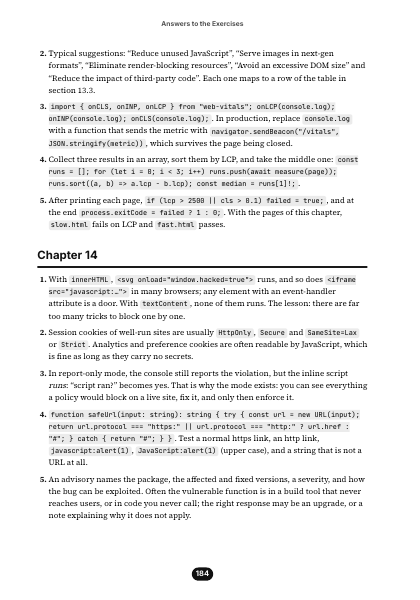 Answers to the Exercises
2. Typical suggestions: “Reduce unused JavaScript”, “Serve images in next-gen
formats”, “Eliminate render-blocking resources”, “Avoid an excessive DOM size” and
“Reduce the impact of third-party code”. Each one maps to a row of the table in
section 13.3.
3. import { onCLS, onINP, onLCP } from "web-vitals"; onLCP(console.log);
onINP(console.log); onCLS(console.log); . In production, replace console.log
with a function that sends the metric with navigator.sendBeacon("/vitals",
JSON.stringify(metric)) , which survives the page being closed.
4. Collect three results in an array, sort them by LCP, and take the middle one: const
runs = []; for (let i = 0; i < 3; i++) runs.push(await measure(page));
runs.sort((a, b) => a.lcp - b.lcp); const median = runs[1]!; .
5. After printing each page, if (lcp > 2500 || cls > 0.1) failed = true; , and at
the end process.exitCode = failed ? 1 : 0; . With the pages of this chapter,
slow.html fails on LCP and fast.html passes.
Chapter 14
1. With innerHTML , <svg onload="window.hacked=true"> runs, and so does <iframe
src="javascript:…"> in many browsers; any element with an event-handler
attribute is a door. With textContent , none of them runs. The lesson: there are far
too many tricks to block one by one.
2. Session cookies of well-run sites are usually HttpOnly , Secure and SameSite=Lax
or Strict . Analytics and preference cookies are often readable by JavaScript, which
is fine as long as they carry no secrets.
3. In report-only mode, the console still reports the violation, but the inline script
runs: “script ran?” becomes yes. That is why the mode exists: you can see everything
a policy would block on a live site, fix it, and only then enforce it.
4. function safeUrl(input: string): string { try { const url = new URL(input);
return url.protocol === "https:" || url.protocol === "http:" ? url.href :
"#"; } catch { return "#"; } } . Test a normal https link, an http link,
javascript:alert(1) , JavaScript:alert(1) (upper case), and a string that is not a
URL at all.
5. An advisory names the package, the affected and fixed versions, a severity, and how
the bug can be exploited. Often the vulnerable function is in a build tool that never
reaches users, or in code you never call; the right response may be an upgrade, or a
note explaining why it does not apply.
184